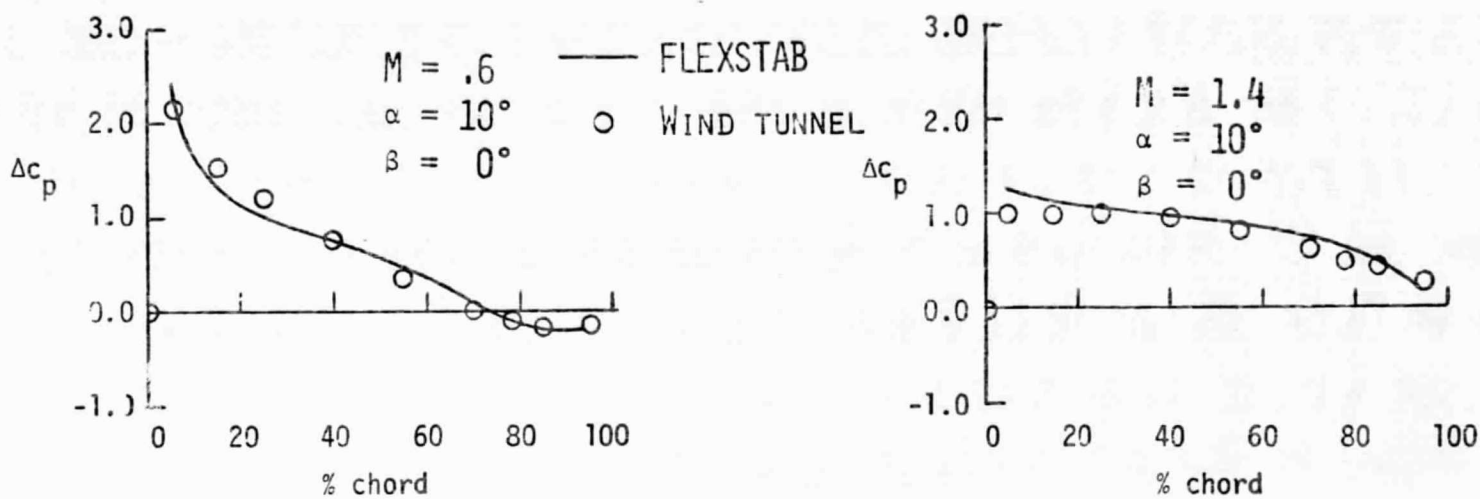 3.0
2.0
Δc_p
1.0
0.0
-1.0
0 20 40 60 80 100
% chord
M = .6
α = 10°
β = 0°
FLEXSTAB
WIND TUNNEL
3.0
2.0
Δc_p
1.0
0.0
-1.0
0 20 40 60 80 100
% chord
M = 1.4
α = 10°
β = 0°